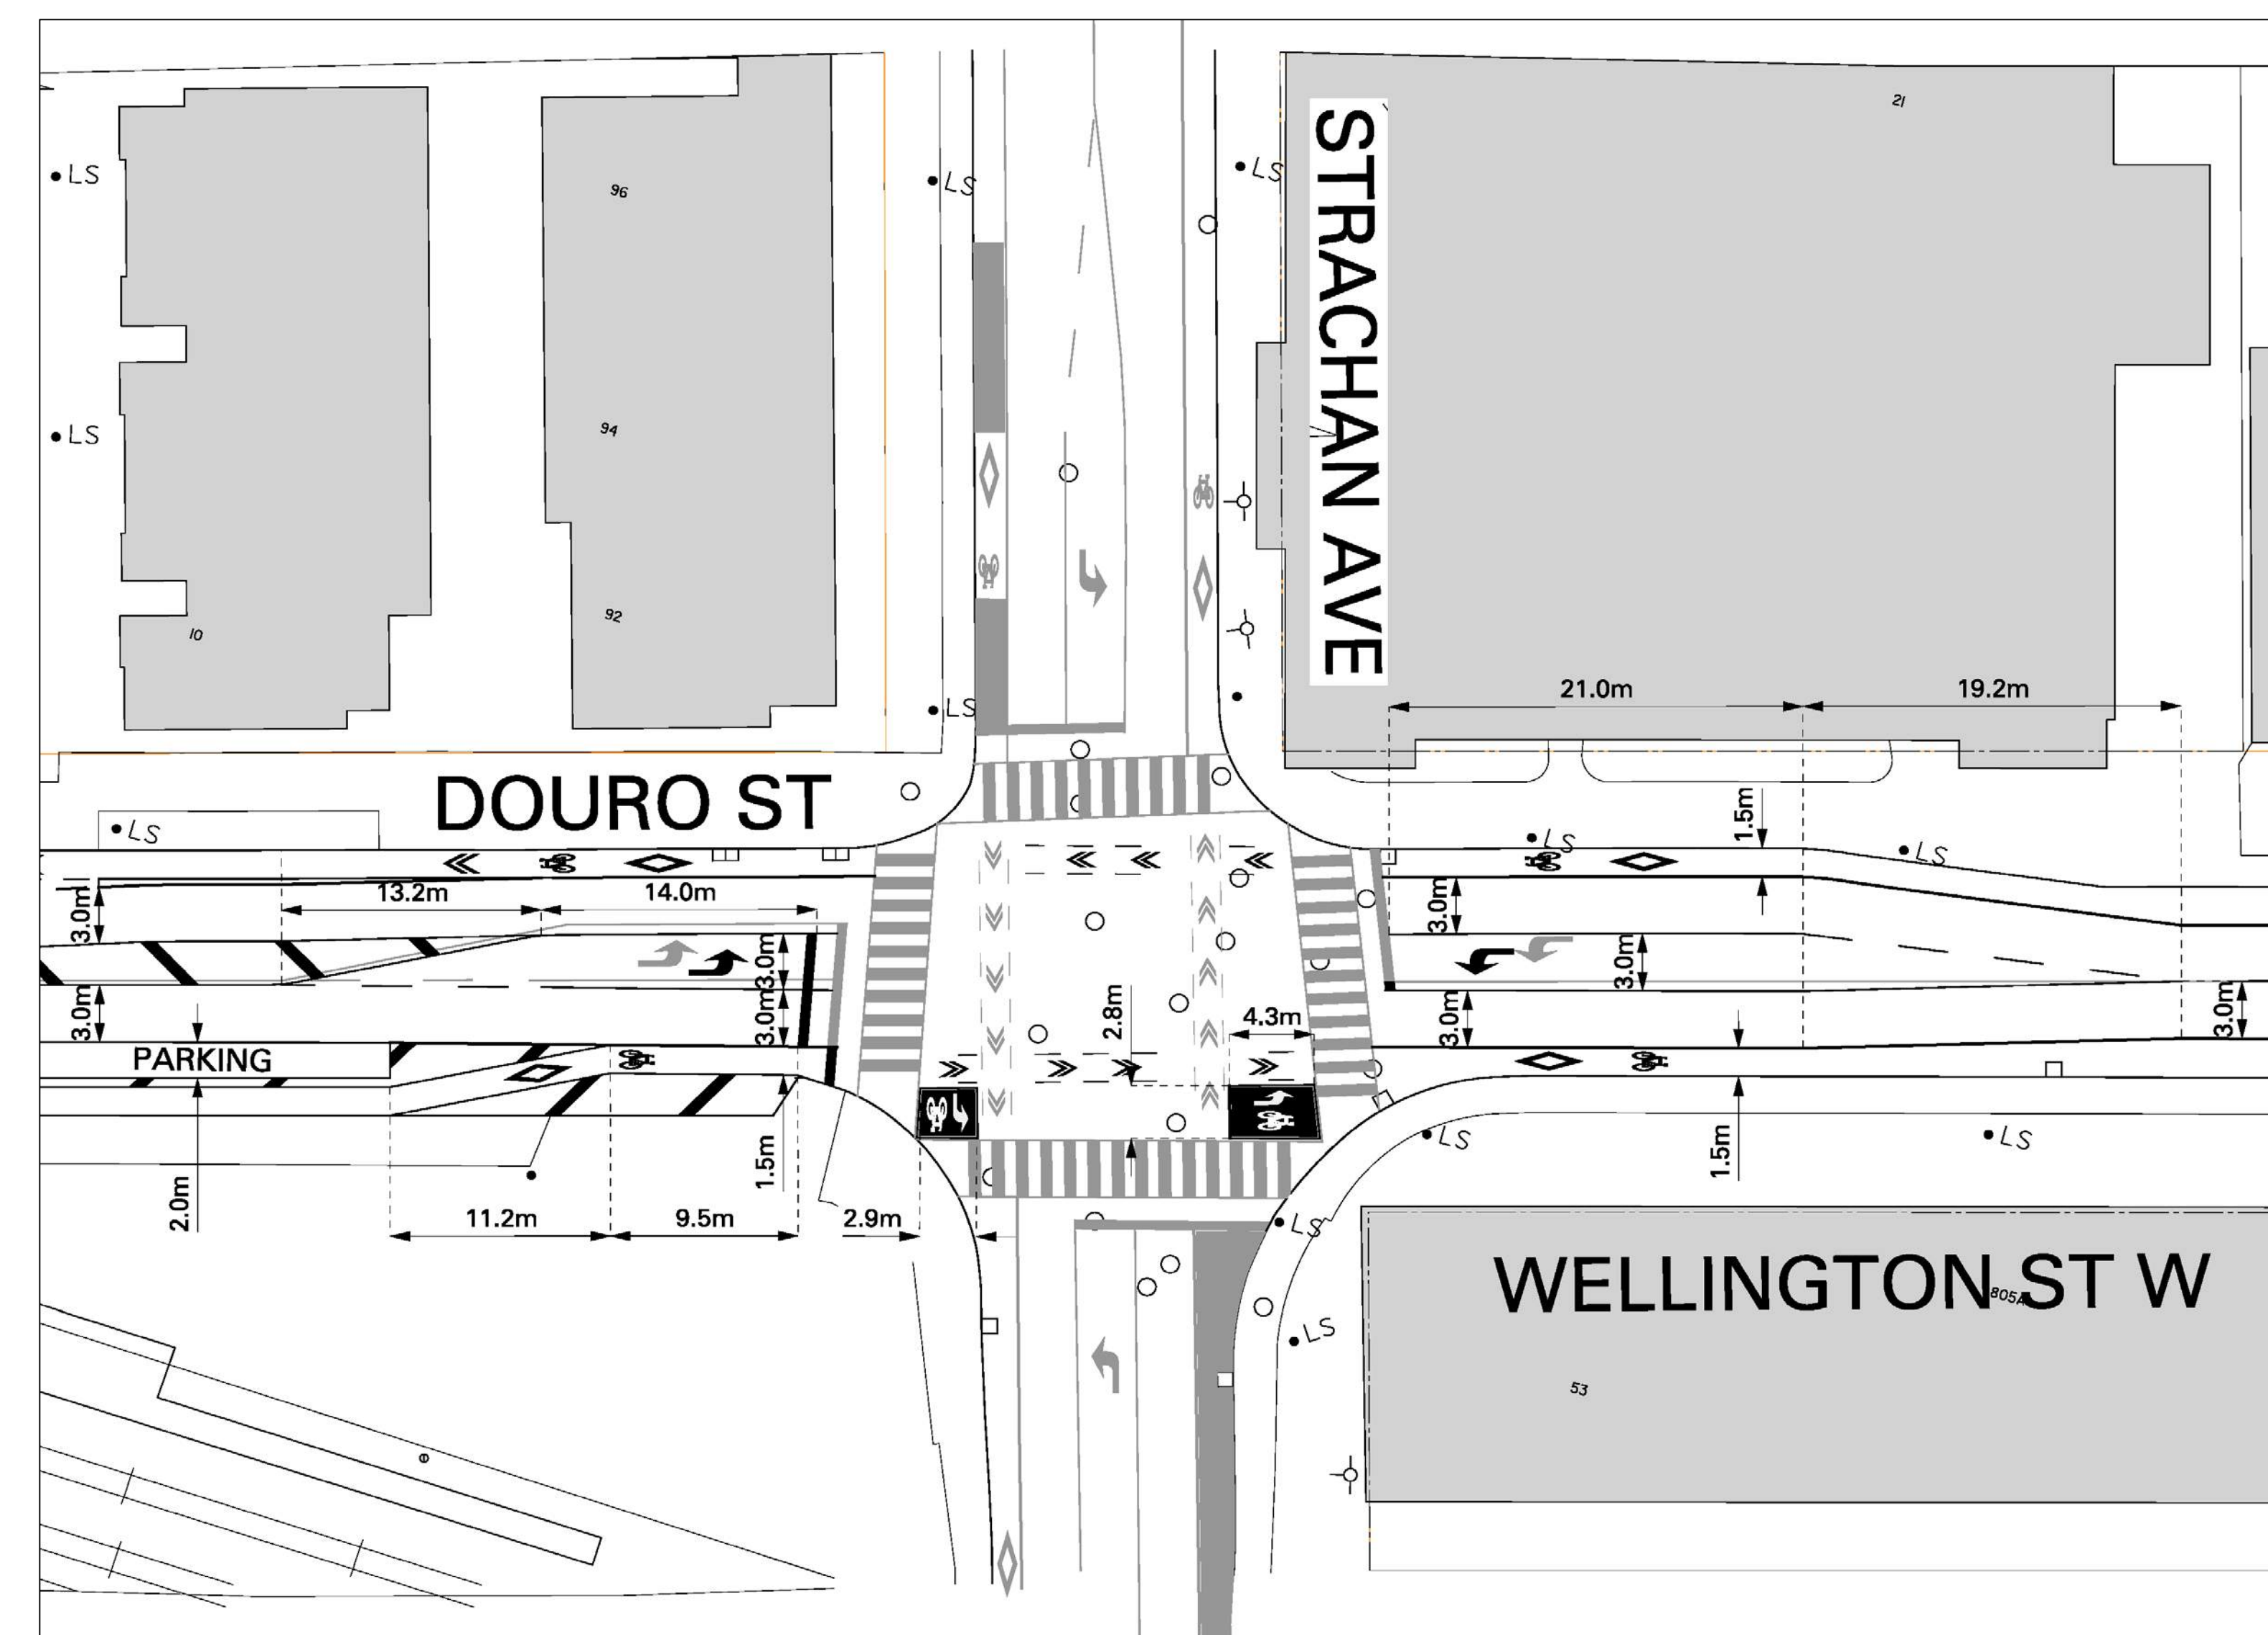 21
STRACHAN AVE
LS
LS
LS
96
LS
94
92
LS
10
21.0m
19.2m
DOURO ST
1.5m
LS
LS
LS
13.2m
14.0m
3.0m
3.0m
3.0m
3.0m
3.0m
3.0m
3.0m
3.0m
2.8m
4.3m
PARKING
LS
LS
2.0m
1.5m
1.5m
11.2m
9.5m
2.9m
LS
WELLINGTON ST W
805A
LS
53